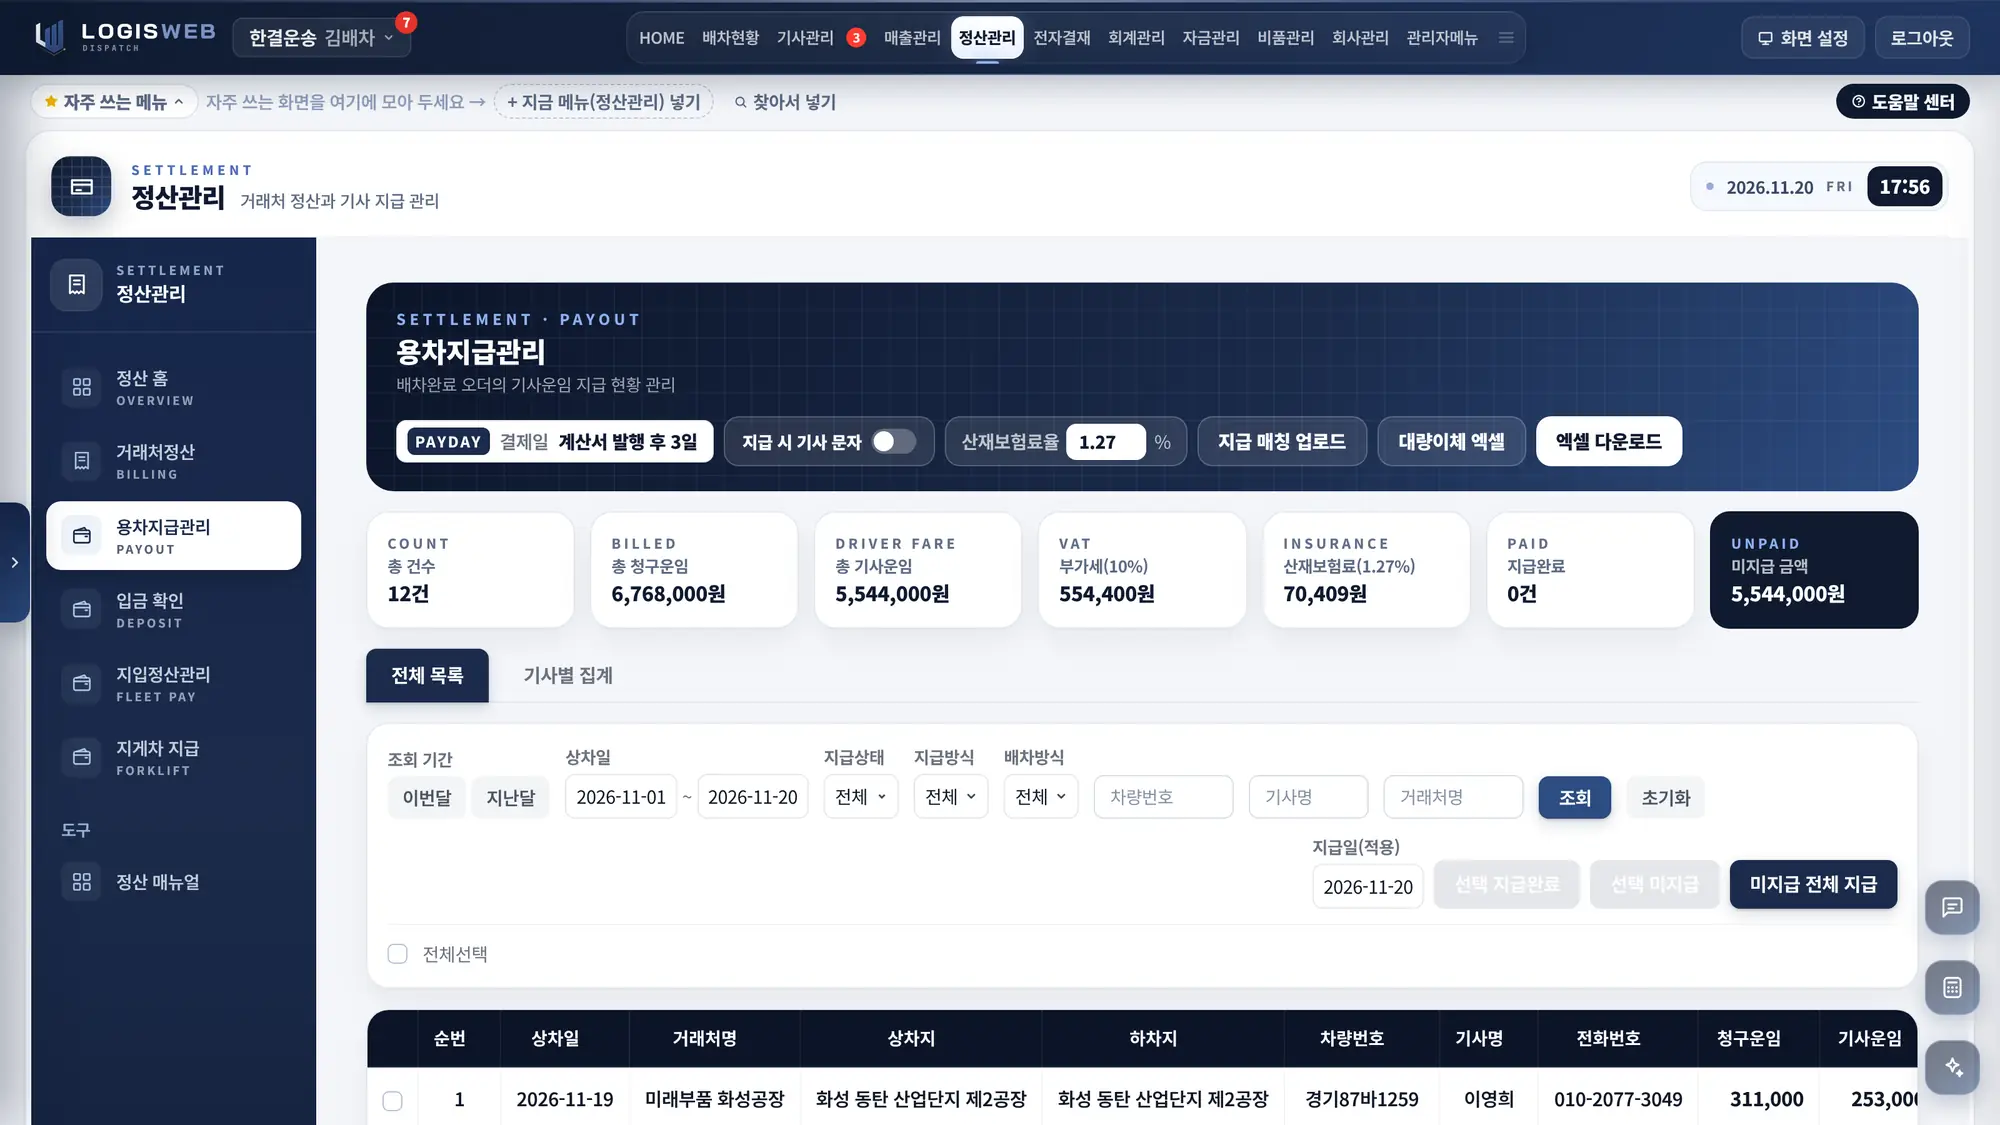 LOGISWEB
DISPATCH
한결운송 김배차
7
HOME 배차현황 기사관리 3 매출관리 정산관리 전자결재 회계관리 자금관리 비품관리 회사관리 관리자메뉴
화면 설정
로그아웃
자주 쓰는 메뉴
자주 쓰는 화면을 여기에 모아 두세요 →
+ 지금 메뉴(정산관리) 넣기
찾아서 넣기
도움말 센터
SETTLEMENT
정산관리 거래처 정산과 기사 지급 관리
2026.11.20 FRI 17:56
SETTLEMENT
정산관리
정산 홈
OVERVIEW
거래처정산
BILLING
용차지급관리
PAYOUT
입금 확인
DEPOSIT
지입정산관리
FLEET PAY
지게차 지급
FORKLIFT
도구
정산 매뉴얼
SETTLEMENT · PAYOUT
용차지급관리
배차완료 오더의 기사운임 지급 현황 관리
PAYDAY 결제일 계산서 발행 후 3일
지급 시 기사 문자
산재보험료율 1.27 %
지급 매칭 업로드
대량이체 엑셀
엑셀 다운로드
COUNT
총 건수
12건
BILLED
총 청구운임
6,768,000원
DRIVER FARE
총 기사운임
5,544,000원
VAT
부가세(10%)
554,400원
INSURANCE
산재보험료(1.27%)
70,409원
PAID
지급완료
0건
UNPAID
미지급 금액
5,544,000원
전체 목록
기사별 집계
조회 기간 상차일 지급상태 지급방식 배차방식
이번달 지난달 2026-11-01 ~ 2026-11-20 전체 전체 전체 차량번호 기사명 거래처명 조회 초기화
지급일(적용)
2026-11-20 선택 지급완료 선택 미지급 미지급 전체 지급
전체선택
순번 상차일 거래처명 상차지 하차지 차량번호 기사명 전화번호 청구운임 기사운임
1 2026-11-19 미래부품 화성공장 화성 동탄 산업단지 제2공장 화성 동탄 산업단지 제2공장 경기87바1259 이영희 010-2077-3049 311,000 253,000